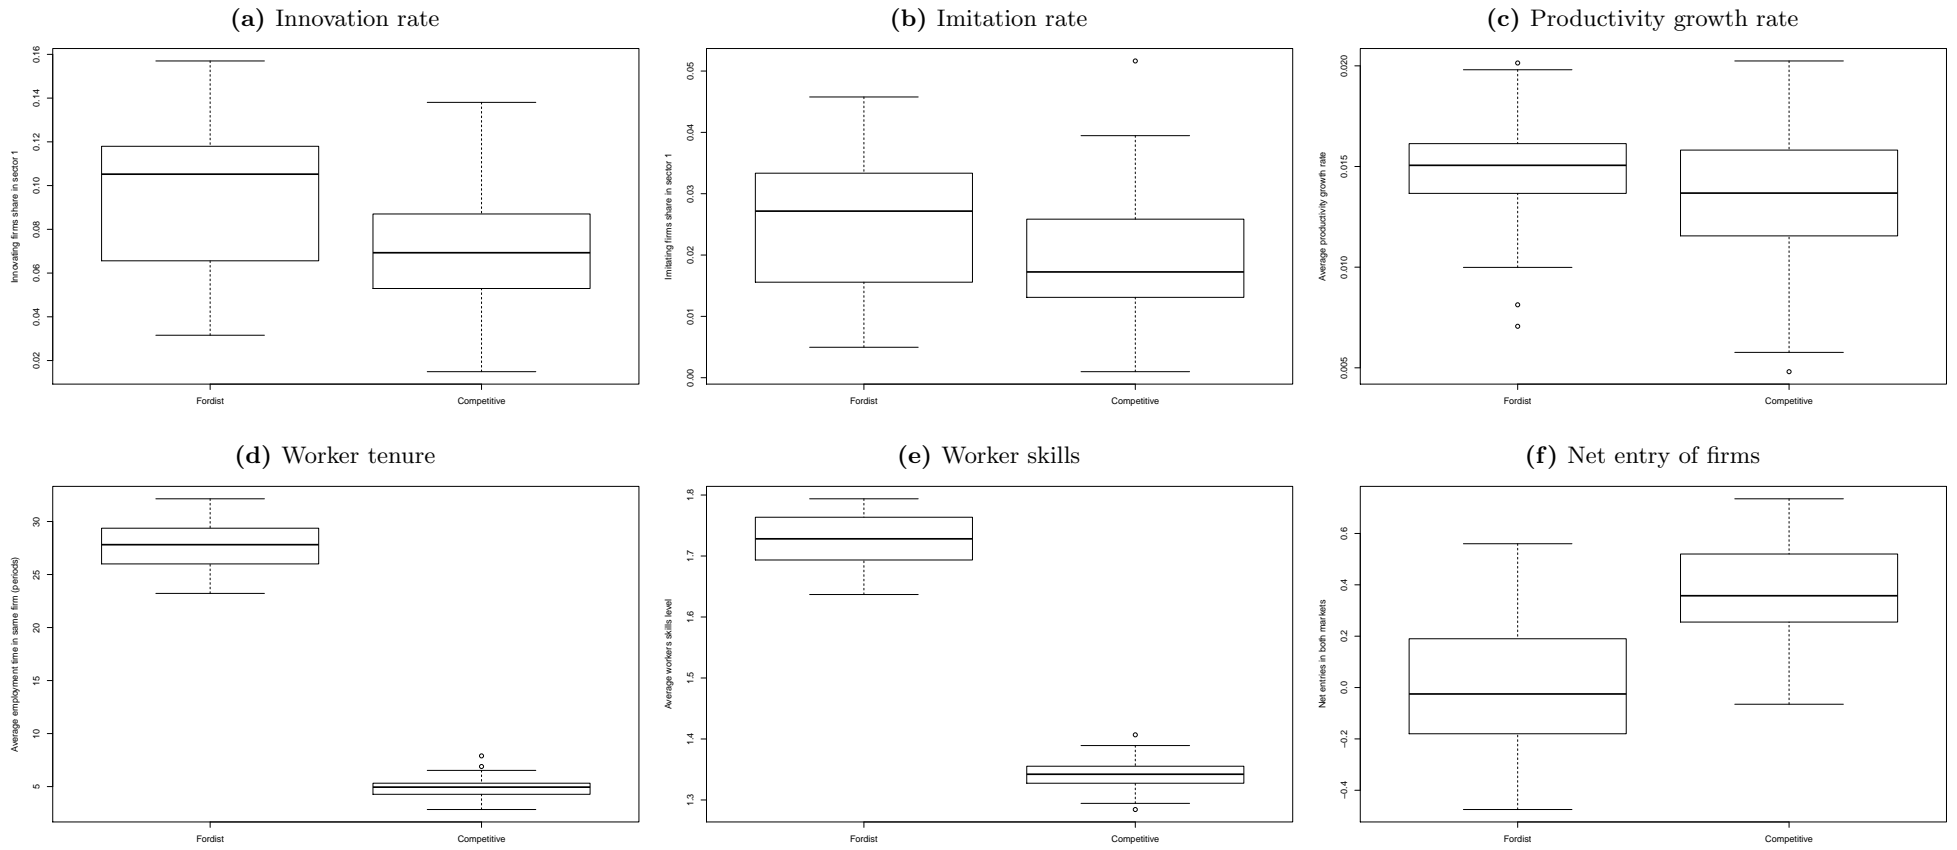 (a) Innovation rate
Innovating firms share in sector 1
0.16
0.14
0.12
0.10
0.08
0.06
0.04
0.02
Fordist
Competitive
(b) Imitation rate
Imitating firms share in sector 1
0.05
0.04
0.03
0.02
0.01
0.00
Fordist
Competitive
(c) Productivity growth rate
Average productivity growth rate
0.020
0.015
0.010
0.005
Fordist
Competitive
(d) Worker tenure
Average employment time in same firm (periods)
30
25
20
15
10
5
Fordist
Competitive
(e) Worker skills
Average workers skills level
1.8
1.7
1.6
1.5
1.4
1.3
Fordist
Competitive
(f) Net entry of firms
Net entries in both markets
0.6
0.4
0.2
0.0
−0.2
−0.4
Fordist
Competitive